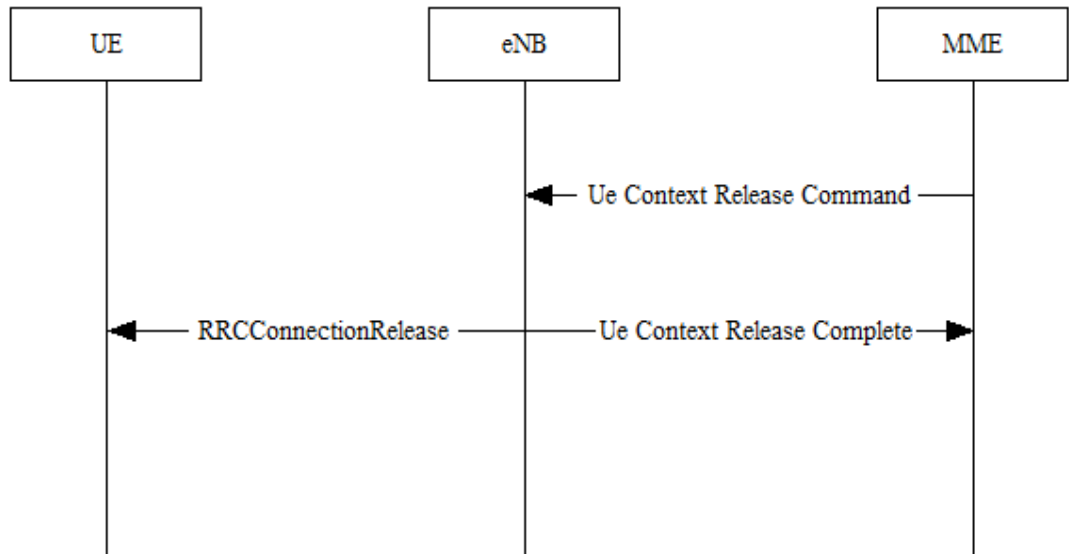 UE
eNB
MME
Ue Context Release Command
RRCConnectionRelease
Ue Context Release Complete